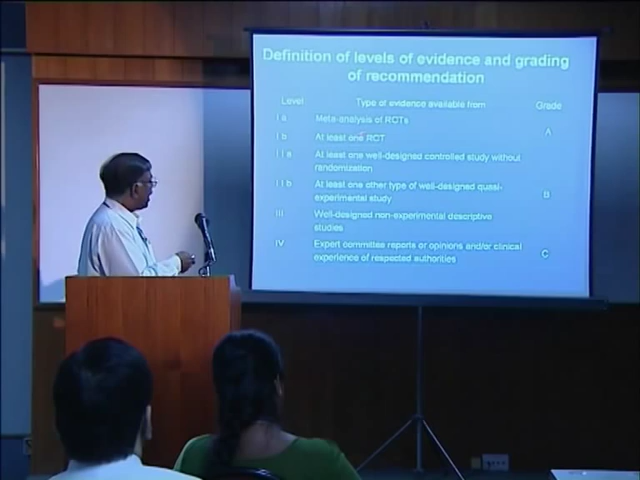 Definition of levels of evidence and grading
of recommendation
Level Type of evidence available from Grade
I a Meta-analysis of RCTs
A
I b At least one RCT
I I a At least one well-designed controlled study without
randomization
I I b At least one other type of well-designed quasi-
experimental study
B
III Well-designed non-experimental descriptive
studies
IV Expert committee reports or opinions and/or clinical
experience of respected authorities
C